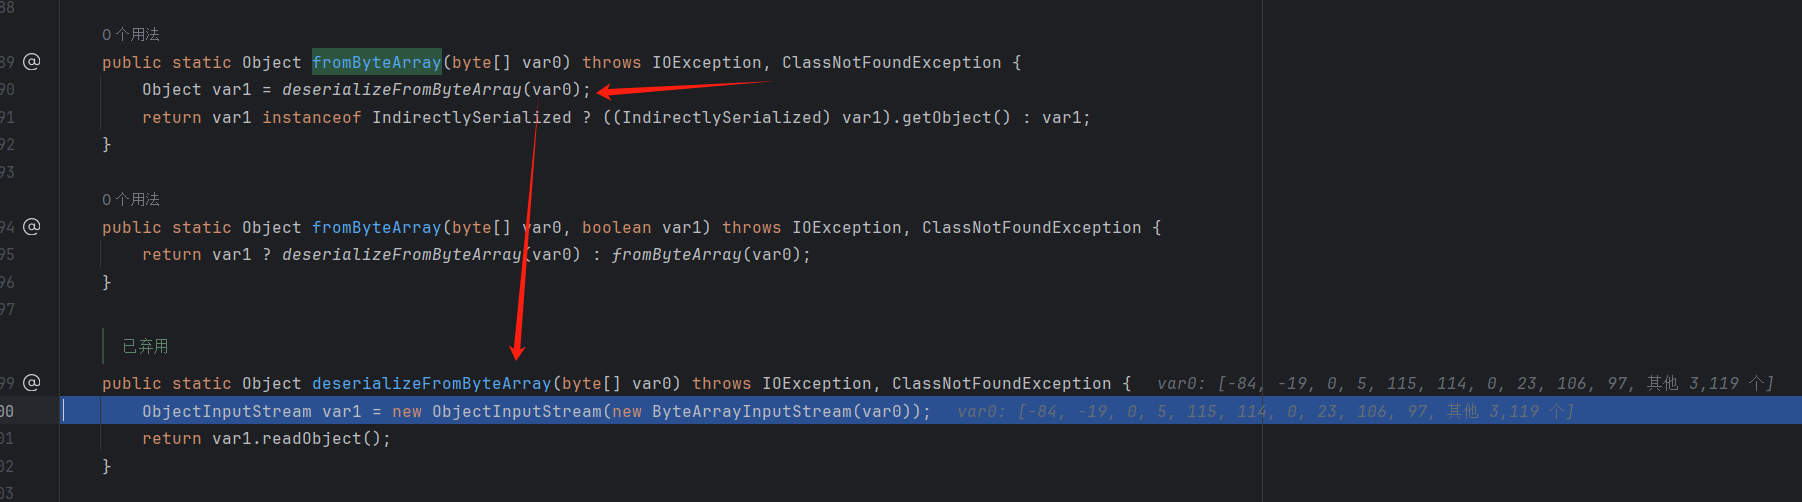 88
0 个用法
89 @ public static Object fromByteArray(byte[] var0) throws IOException, ClassNotFoundException {
90 Object var1 = deserializeFromByteArray(var0);
91 return var1 instanceof IndirectlySerialized ? ((IndirectlySerialized) var1).getObject() : var1;
92 }
93
0 个用法
94 @ public static Object fromByteArray(byte[] var0, boolean var1) throws IOException, ClassNotFoundException {
95 return var1 ? deserializeFromByteArray(var0) : fromByteArray(var0);
96 }
97
已弃用
99 @ public static Object deserializeFromByteArray(byte[] var0) throws IOException, ClassNotFoundException { var0: [-84, -19, 0, 5, 115, 114, 0, 23, 106, 97, 其他 3,119 个]
00 ObjectInputStream var1 = new ObjectInputStream(new ByteArrayInputStream(var0)); var0: [-84, -19, 0, 5, 115, 114, 0, 23, 106, 97, 其他 3,119 个]
01 return var1.readObject();
02 }
03